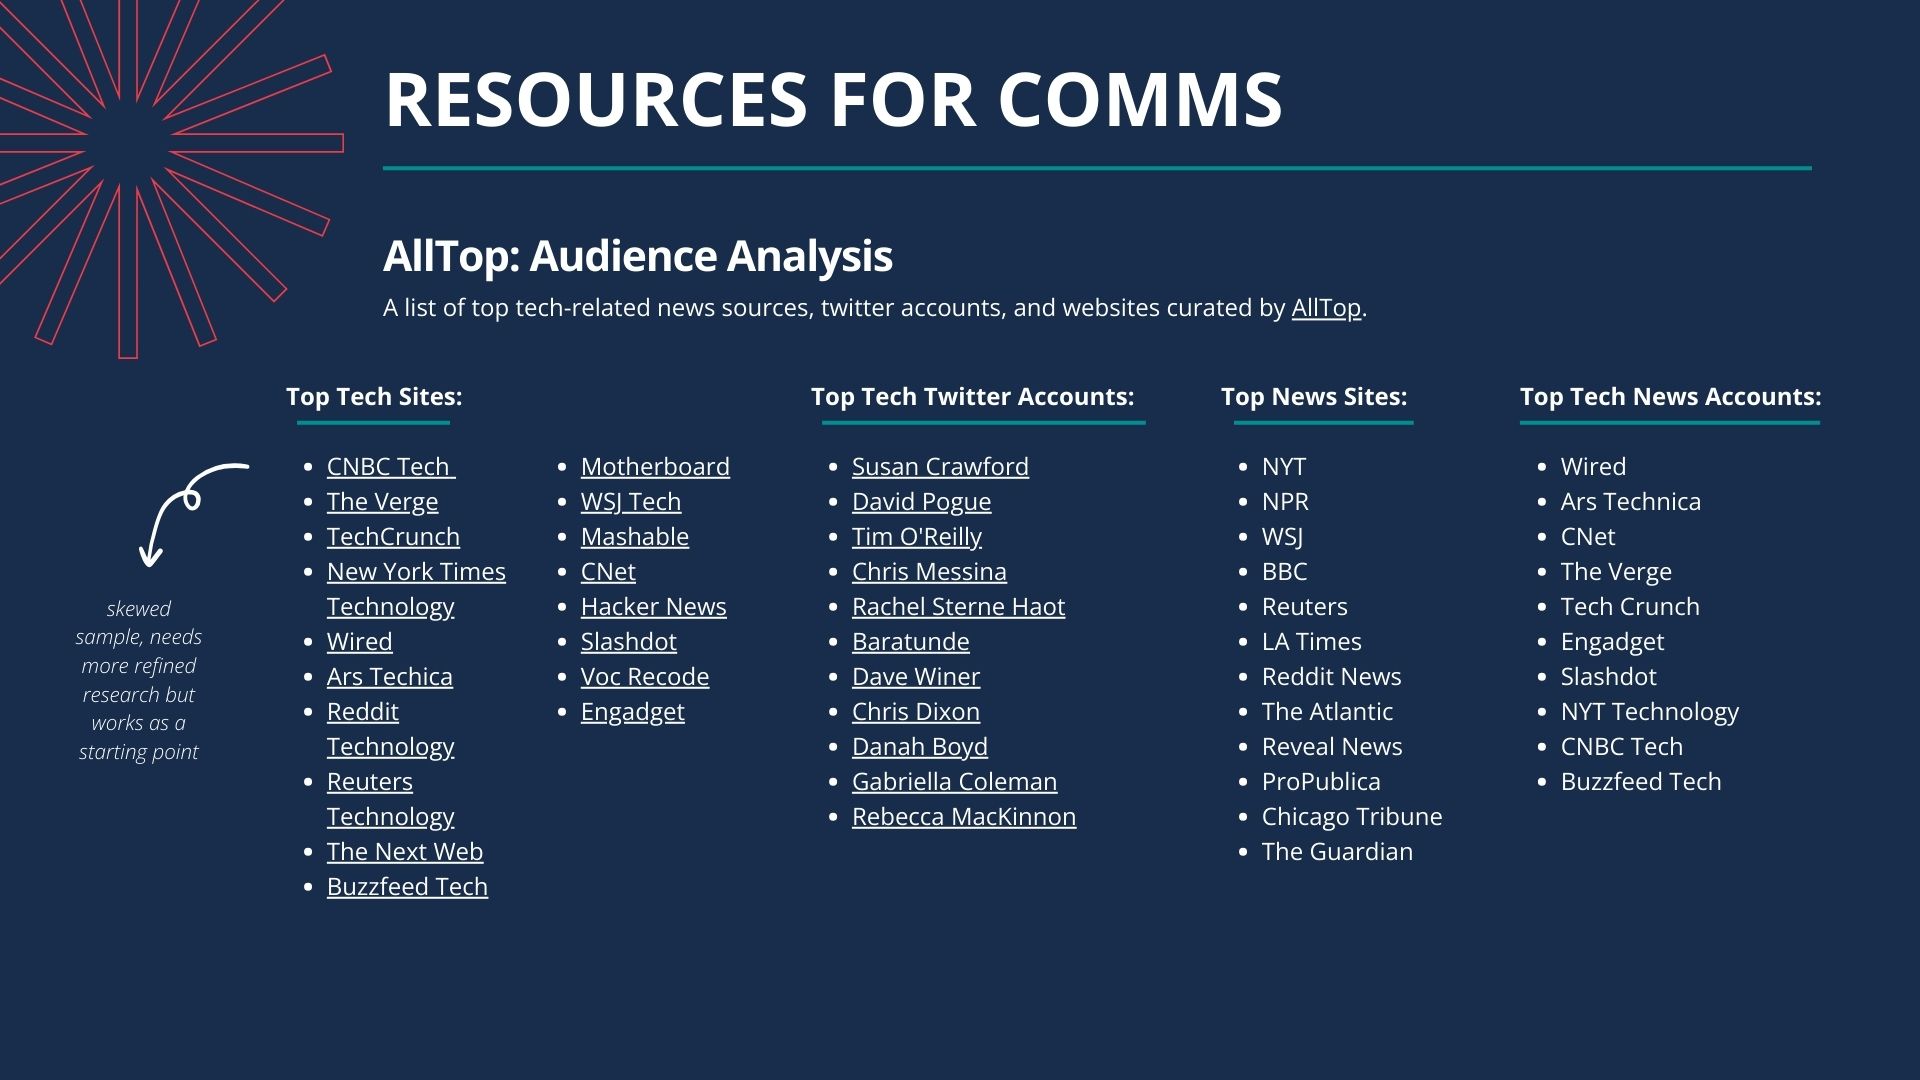 RESOURCES FOR COMMS
AllTop: Audience Analysis
A list of top tech-related news sources, twitter accounts, and websites curated by AllTop.
skewed
sample, needs
more refined
research but
works as a
starting point
Top Tech Sites:
CNBC Tech
The Verge
TechCrunch
New York Times
Technology
Wired
Ars Techica
Reddit
Technology
Reuters
Technology
The Next Web
Buzzfeed Tech
Motherboard
WSJ Tech
Mashable
CNet
Hacker News
Slashdot
Voc Recode
Engadget
Top Tech Twitter Accounts:
Susan Crawford
David Pogue
Tim O'Reilly
Chris Messina
Rachel Sterne Haot
Baratunde
Dave Winer
Chris Dixon
Danah Boyd
Gabriella Coleman
Rebecca MacKinnon
Top News Sites:
NYT
NPR
WSJ
BBC
Reuters
LA Times
Reddit News
The Atlantic
Reveal News
ProPublica
Chicago Tribune
The Guardian
Top Tech News Accounts:
Wired
Ars Technica
CNet
The Verge
Tech Crunch
Engadget
Slashdot
NYT Technology
CNBC Tech
Buzzfeed Tech